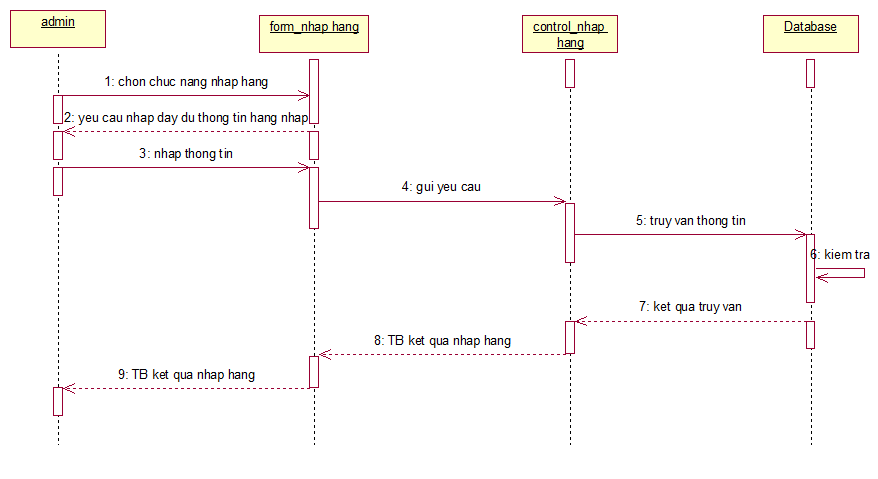 admin
form_nhap hang
control_nhap
hang
Database
1: chon chuc nang nhap hang
2: yeu cau nhap day du thong tin hang nhap
3: nhap thong tin
4: gui yeu cau
5: truy van thong tin
6: kiem tra
7: ket qua truy van
8: TB ket qua nhap hang
9: TB ket qua nhap hang